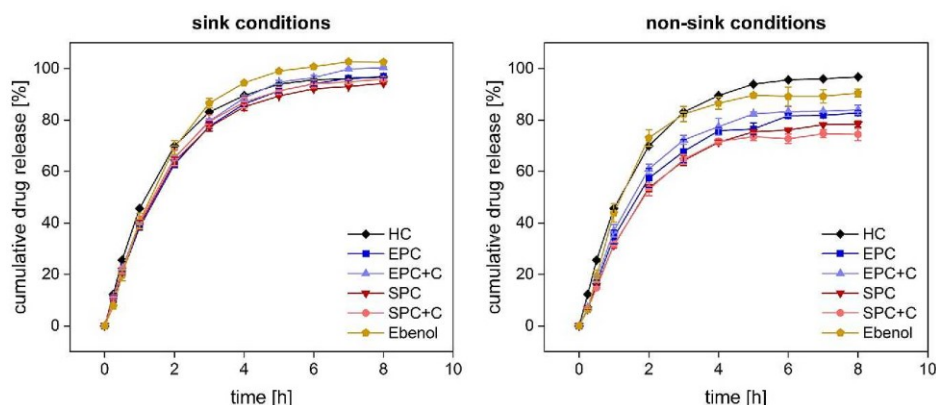 sink conditions
cumulative drug release [%]
100
80
60
40
20
0
HC
EPC
EPC+C
SPC
SPC+C
Ebenol
0 2 4 6 8 10
time [h]
non-sink conditions
cumulative drug release [%]
100
80
60
40
20
0
HC
EPC
EPC+C
SPC
SPC+C
Ebenol
0 2 4 6 8 10
time [h]